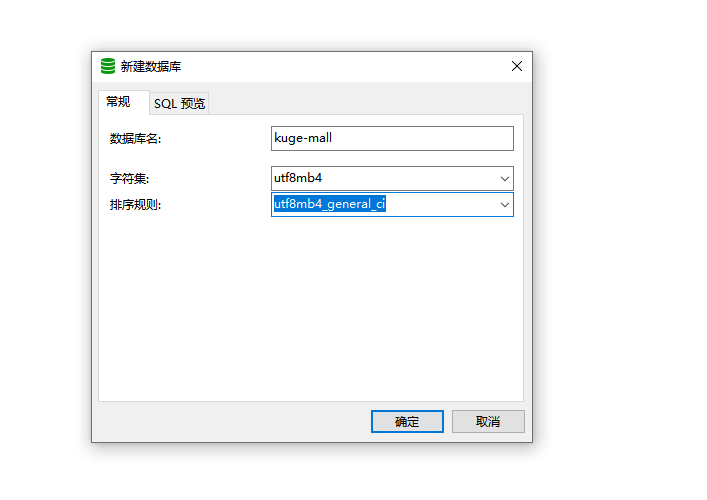 新建数据库
常规
SQL 预览
数据库名:
kuge-mall
字符集:
utf8mb4
排序规则:
utf8mb4_general_ci
确定
取消